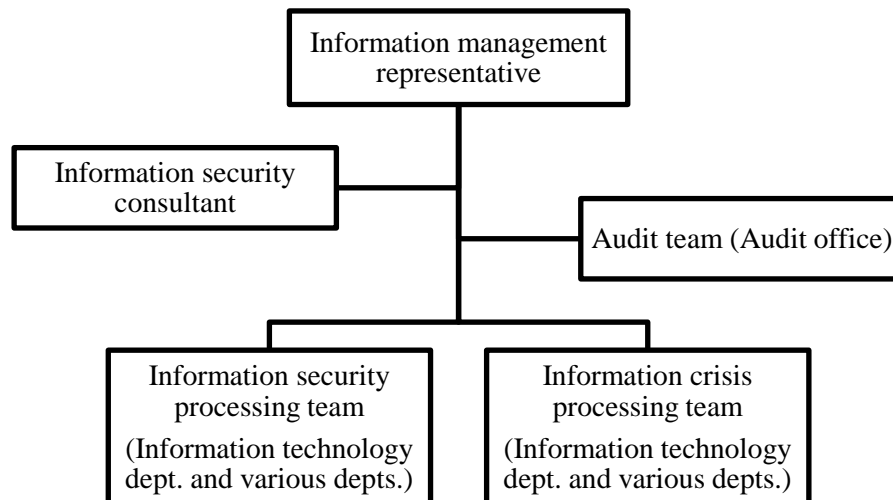 Information management
representative
Information security
consultant
Audit team (Audit office)
Information security
processing team
(Information technology
dept. and various depts.)
Information crisis
processing team
(Information technology
dept. and various depts.)